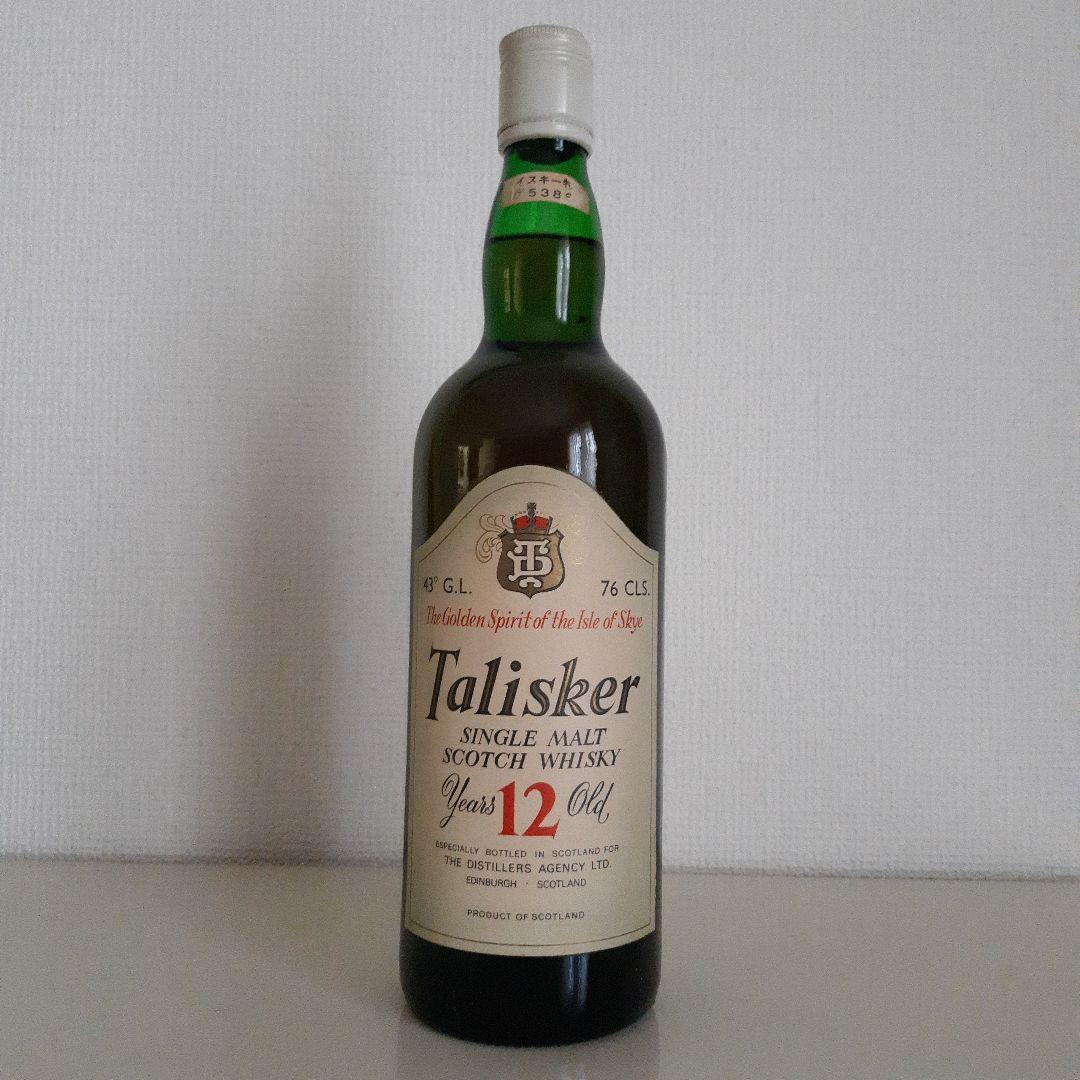 イスキー
538
43° G.L.
76 CLS.
The Golden Spirit of the Isle of Skye
Talisker
SINGLE MALT
SCOTCH WHISKY
Years 12 Old
ESPECIALLY BOTTLED IN SCOTLAND FOR
THE DISTILLERS AGENCY LTD.
EDINBURGH · SCOTLAND
PRODUCT OF SCOTLAND